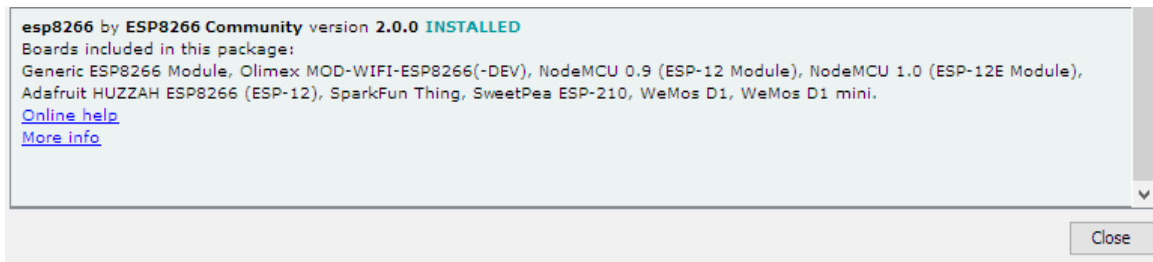 esp8266 by ESP8266 Community version 2.0.0 INSTALLED
Boards included in this package:
Generic ESP8266 Module, Olimex MOD-WIFI-ESP8266(-DEV), NodeMCU 0.9 (ESP-12 Module), NodeMCU 1.0 (ESP-12E Module),
Adafruit HUZZAH ESP8266 (ESP-12), SparkFun Thing, SweetPea ESP-210, WeMos D1, WeMos D1 mini.
Online help
More info
Close